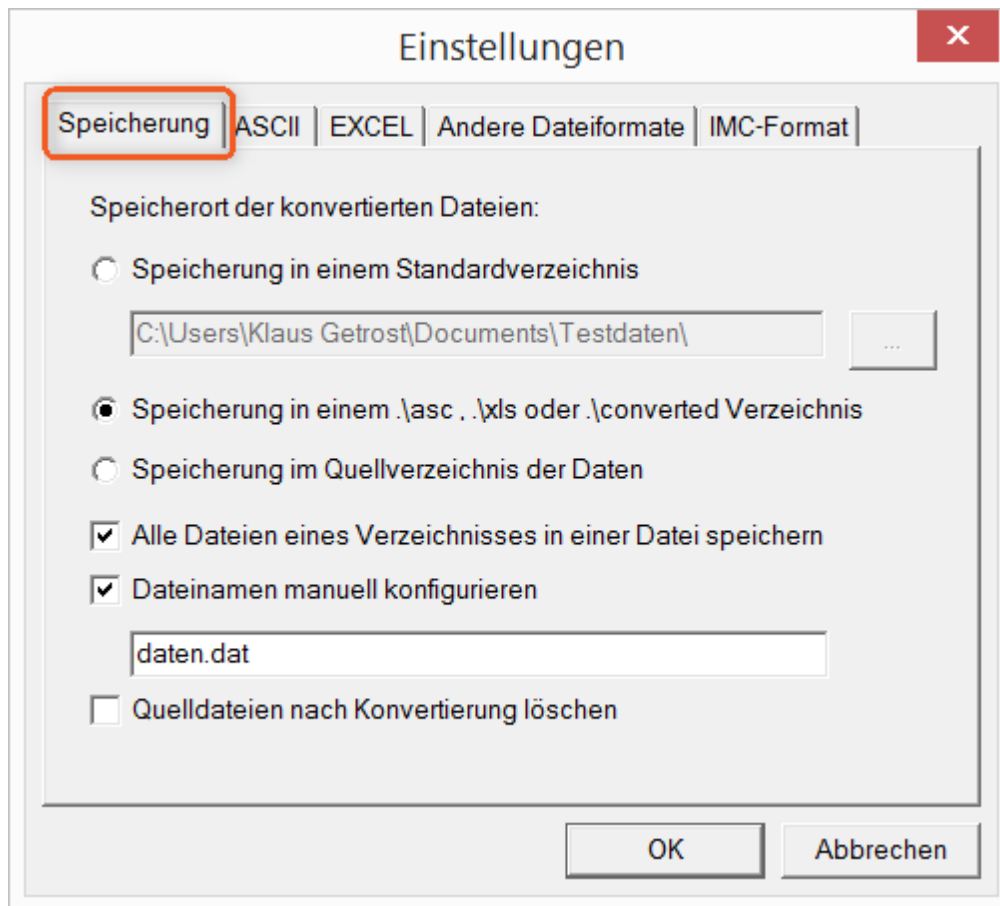 Einstellungen
Speicherung ASCII EXCEL Andere Dateiformate IMC-Format
Speicherort der konvertierten Dateien:
Speicherung in einem Standardverzeichnis
C:\Users\Klaus Getrost\Documents\Testdaten\
...
Speicherung in einem .\asc , .\xls oder .\converted Verzeichnis
Speicherung im Quellverzeichnis der Daten
Alle Dateien eines Verzeichnisses in einer Datei speichern
Dateinamen manuell konfigurieren
daten.dat
Quelldateien nach Konvertierung löschen
OK Abbrechen